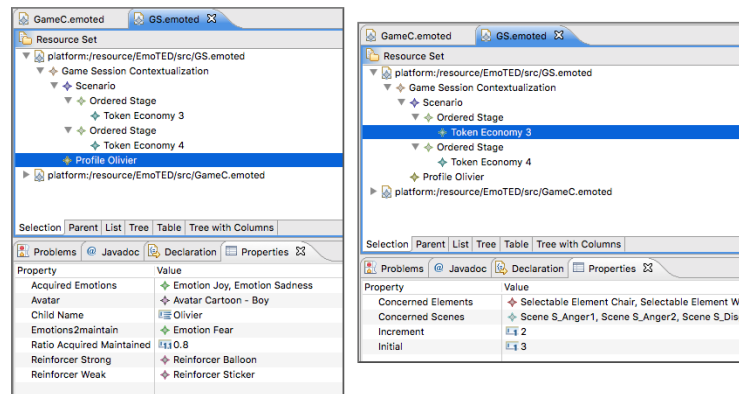 GameC.emoted GS.emoted
Resource Set
platform:/resource/EmoTED/src/GS.emoted
Game Session Contextualization
Scenario
Ordered Stage
Token Economy 3
Ordered Stage
Token Economy 4
Profile Olivier
platform:/resource/EmoTED/src/GameC.emoted
Selection Parent List Tree Table Tree with Columns
Problems @ Javadoc Declaration Properties
Property Value
Acquired Emotions Emotion Joy, Emotion Sadness
Avatar Avatar Cartoon - Boy
Child Name Olivier
Emotions2maintain Emotion Fear
Ratio Acquired Maintained 0.8
Reinforcer Strong Reinforcer Balloon
Reinforcer Weak Reinforcer Sticker
GameC.emoted GS.emoted
Resource Set
platform:/resource/EmoTED/src/GS.emoted
Game Session Contextualization
Scenario
Ordered Stage
Token Economy 3
Ordered Stage
Token Economy 4
Profile Olivier
platform:/resource/EmoTED/src/GameC.emoted
Selection Parent List Tree Table Tree with Columns
Problems @ Javadoc Declaration Properties
Property Value
Concerned Elements Selectable Element Chair, Selectable Element W
Concerned Scenes Scene S_Anger1, Scene S_Anger2, Scene S_Dis
Increment 2
Initial 3